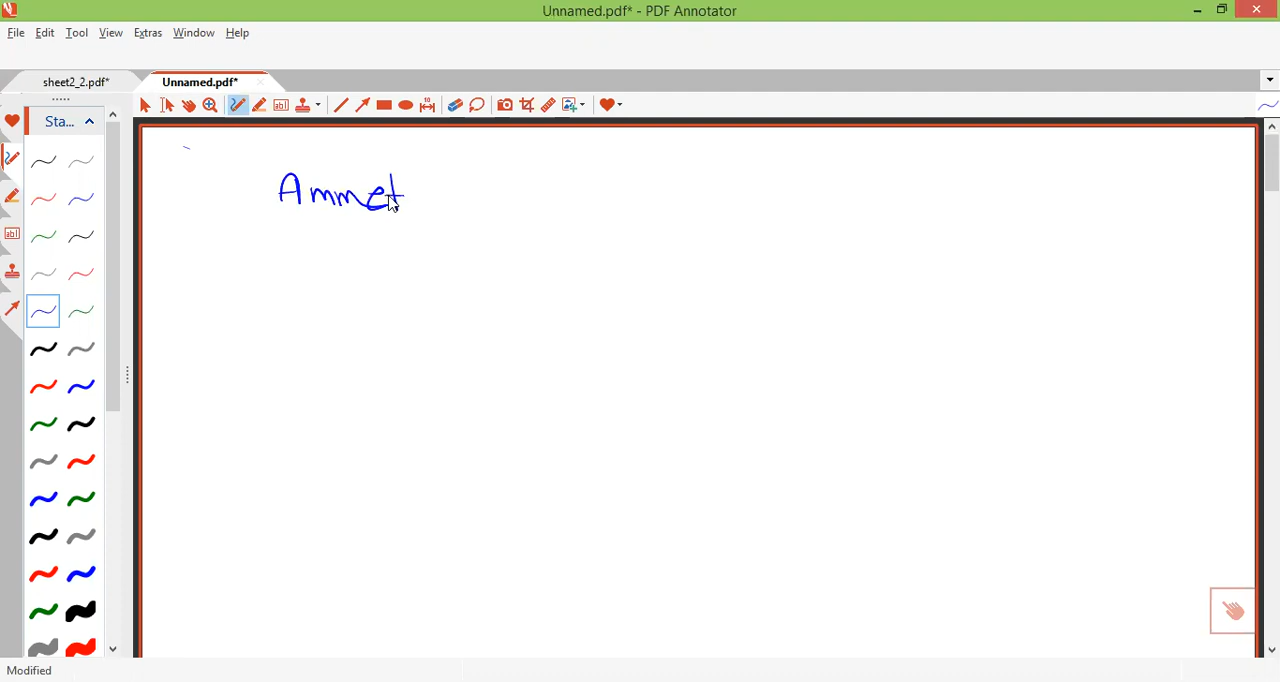 Unnamed.pdf* - PDF Annotator
File Edit Tool View Extras Window Help
sheet2_2.pdf* Unnamed.pdf*
Sta...
Ammet
Modified